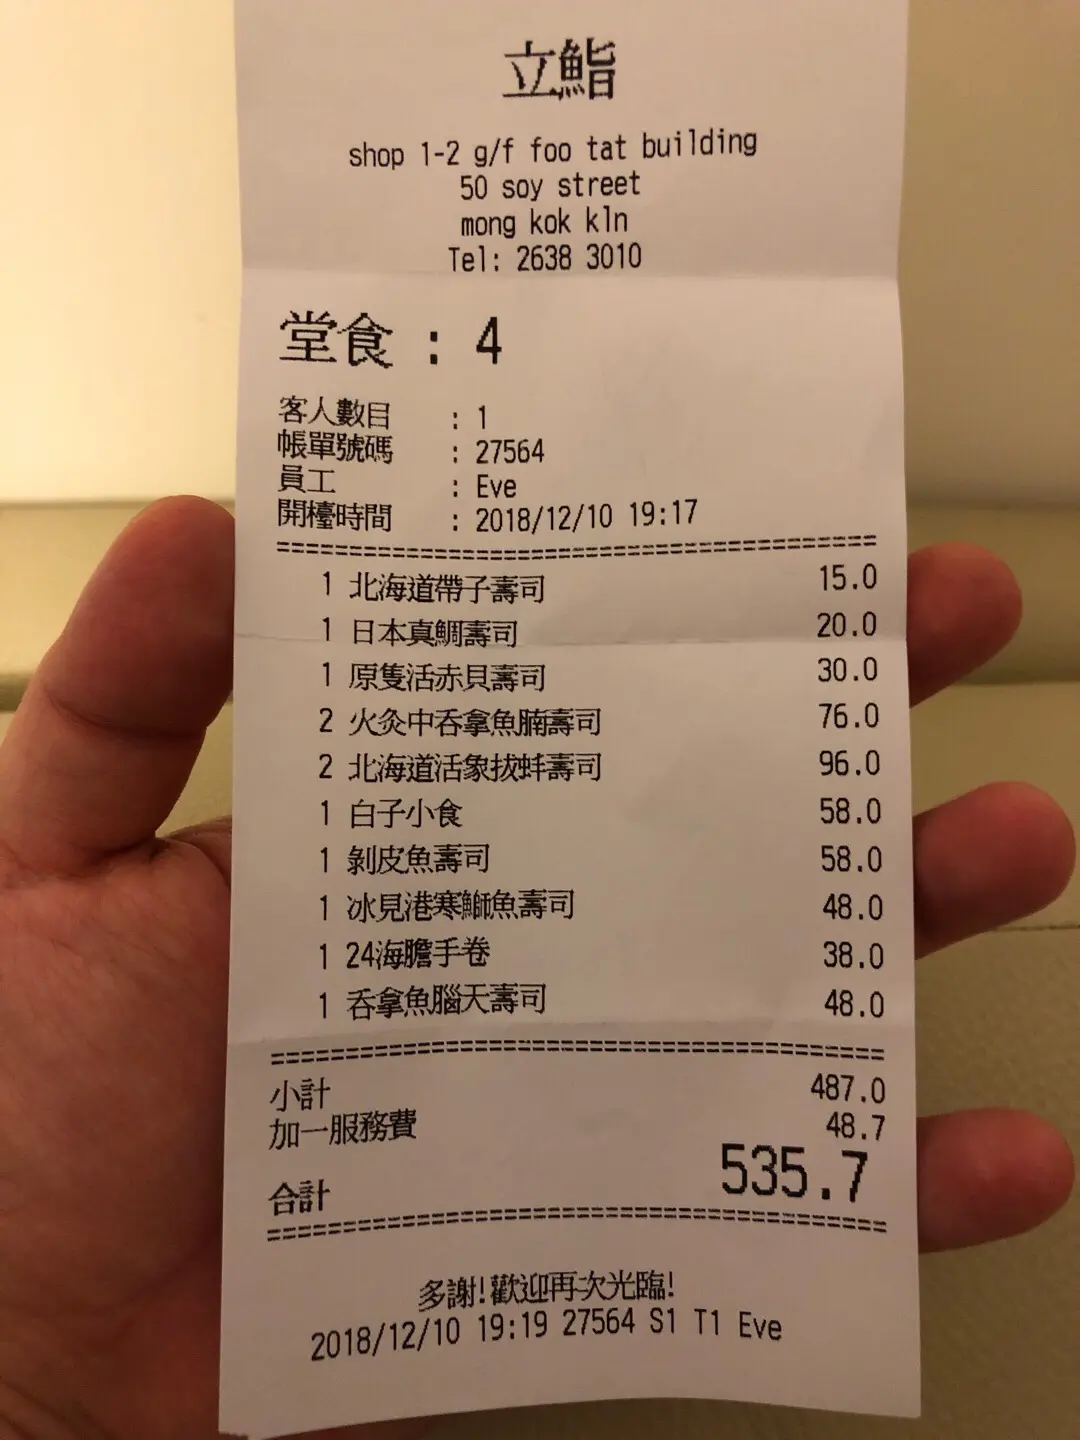 立鮨
shop 1-2 g/f foo tat building
50 soy street
mong kok kln
Tel: 2638 3010
堂食 : 4
客人數目 : 1
帳單號碼 : 27564
員工 : Eve
開檯時間 : 2018/12/10 19:17
1 北海道帶子壽司 15.0
1 日本真鯛壽司 20.0
1 原隻活赤貝壽司 30.0
2 火灸中吞拿魚腩壽司 76.0
2 北海道活象拔蚌壽司 96.0
1 白子小食 58.0
1 剝皮魚壽司 58.0
1 冰見港寒鰤魚壽司 48.0
1 24海膽手卷 38.0
1 吞拿魚腦天壽司 48.0
小計 487.0
加一服務費 48.7
合計 535.7
多謝!歡迎再次光臨!
2018/12/10 19:19 27564 S1 T1 Eve